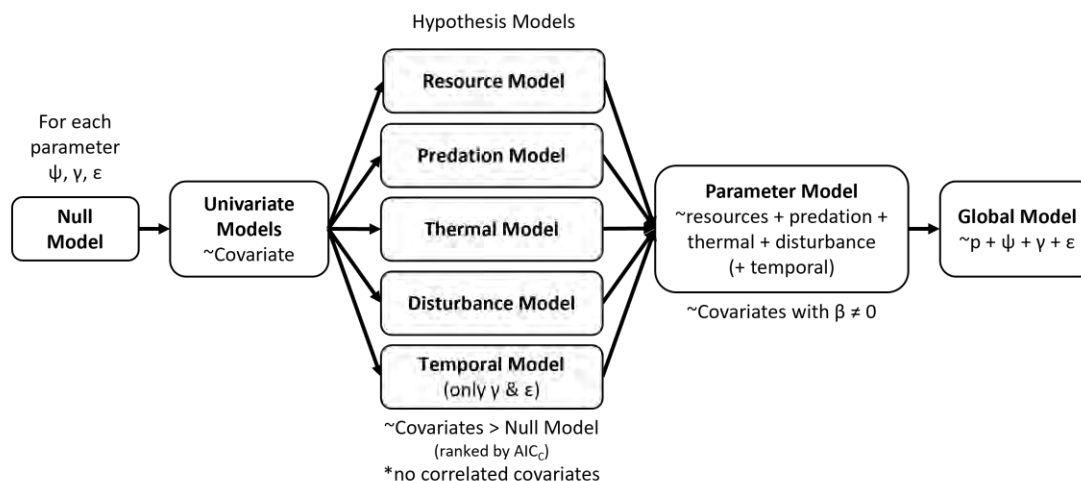 Hypothesis Models
For each
parameter
ψ, γ, ε
Null
Model
Univariate
Models
~Covariate
Resource Model
Predation Model
Thermal Model
Disturbance Model
Temporal Model
(only γ & ε)
~Covariates > Null Model
(ranked by AICC)
*no correlated covariates
Parameter Model
~resources + predation +
thermal + disturbance
(+ temporal)
~Covariates with β ≠ 0
Global Model
~p + ψ + γ + ε